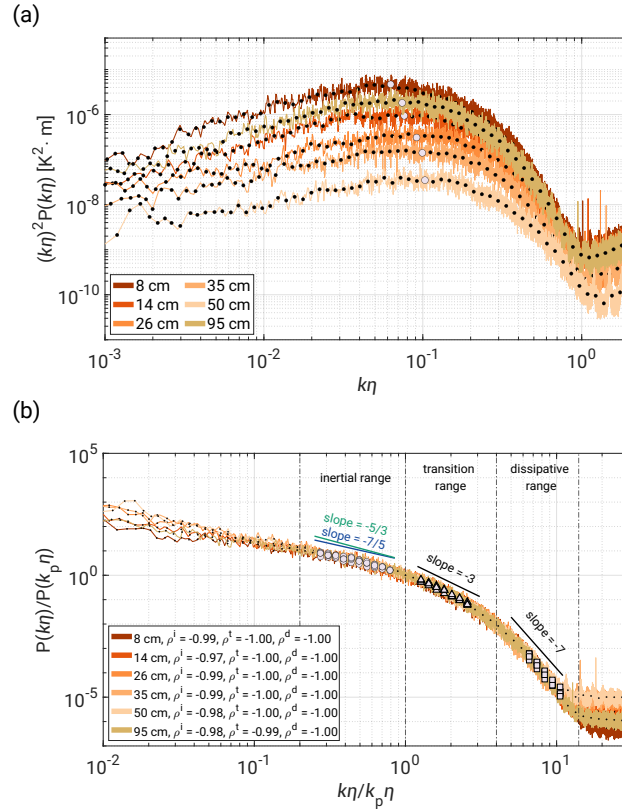 (a)
(kη)²P(kη) [K²· m]
10⁻⁶
10⁻⁸
10⁻¹⁰
8 cm 35 cm
14 cm 50 cm
26 cm 95 cm
10⁻³ 10⁻² 10⁻¹ 10⁰
kη
(b)
P(kη)/P(kₚη)
10⁵
10⁰
10⁻⁵
inertial range
transition
range
dissipative
range
slope = -5/3
slope = -7/5
slope = -3
slope = -7
8 cm, ρⁱ = -0.99, ρᵗ = -1.00, ρᵈ = -1.00
14 cm, ρⁱ = -0.97, ρᵗ = -1.00, ρᵈ = -1.00
26 cm, ρⁱ = -0.99, ρᵗ = -1.00, ρᵈ = -1.00
35 cm, ρⁱ = -0.99, ρᵗ = -1.00, ρᵈ = -1.00
50 cm, ρⁱ = -0.98, ρᵗ = -1.00, ρᵈ = -1.00
95 cm, ρⁱ = -0.98, ρᵗ = -0.99, ρᵈ = -1.00
10⁻² 10⁻¹ 10⁰ 10¹
kη/kₚη